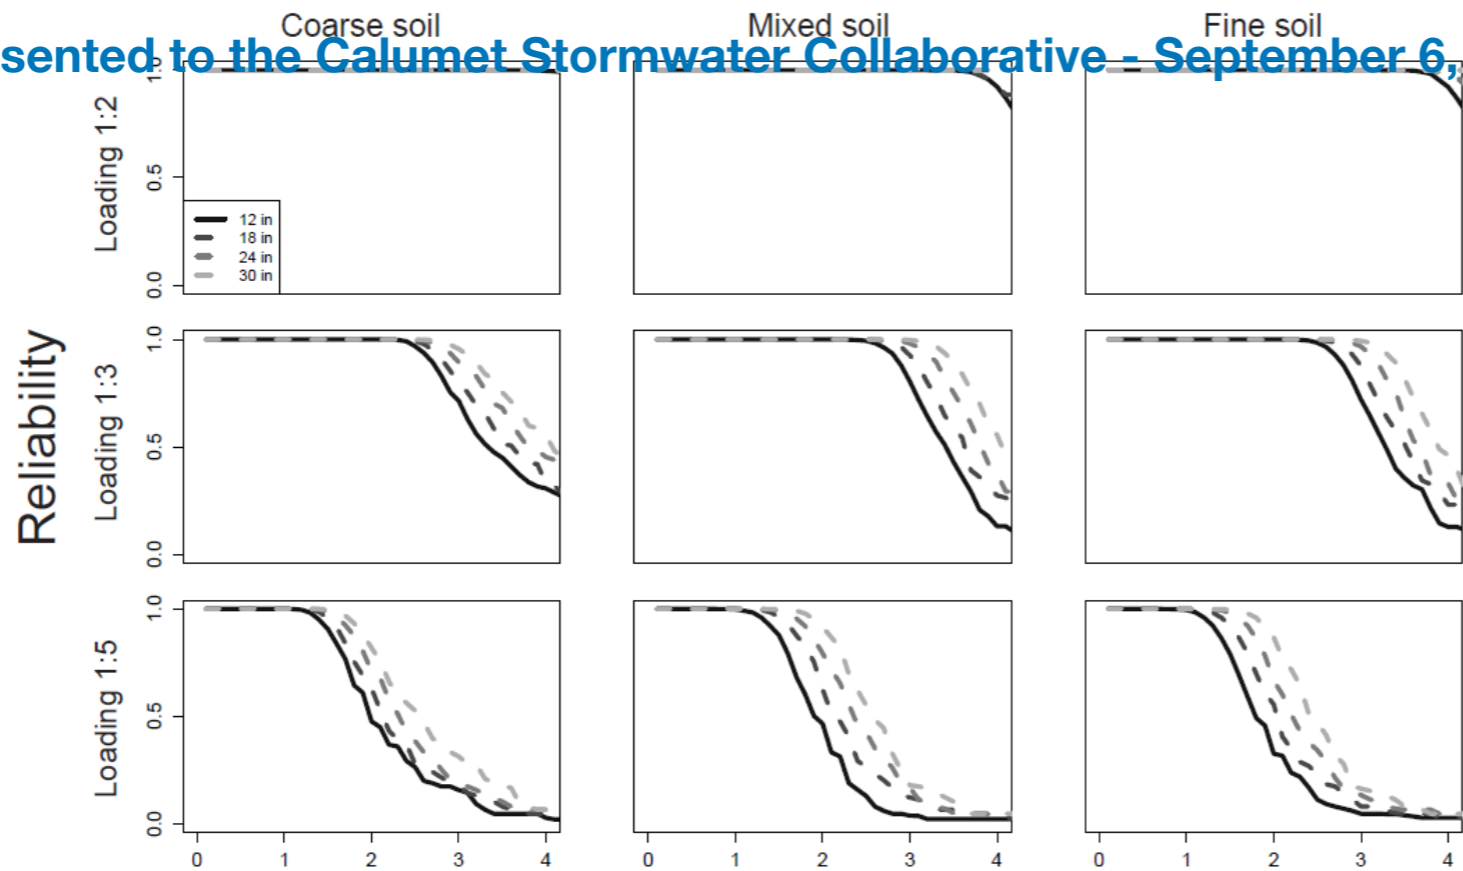 Coarse soil Mixed soil Fine soil
sented to the Calumet Stormwater Collaborative - September 6,
Reliability
Loading 1:2
1.0
0.5
0.0
12 in
18 in
24 in
30 in
Loading 1:3
1.0
0.5
0.0
Loading 1:5
1.0
0.5
0.0
0 1 2 3 4 0 1 2 3 4 0 1 2 3 4